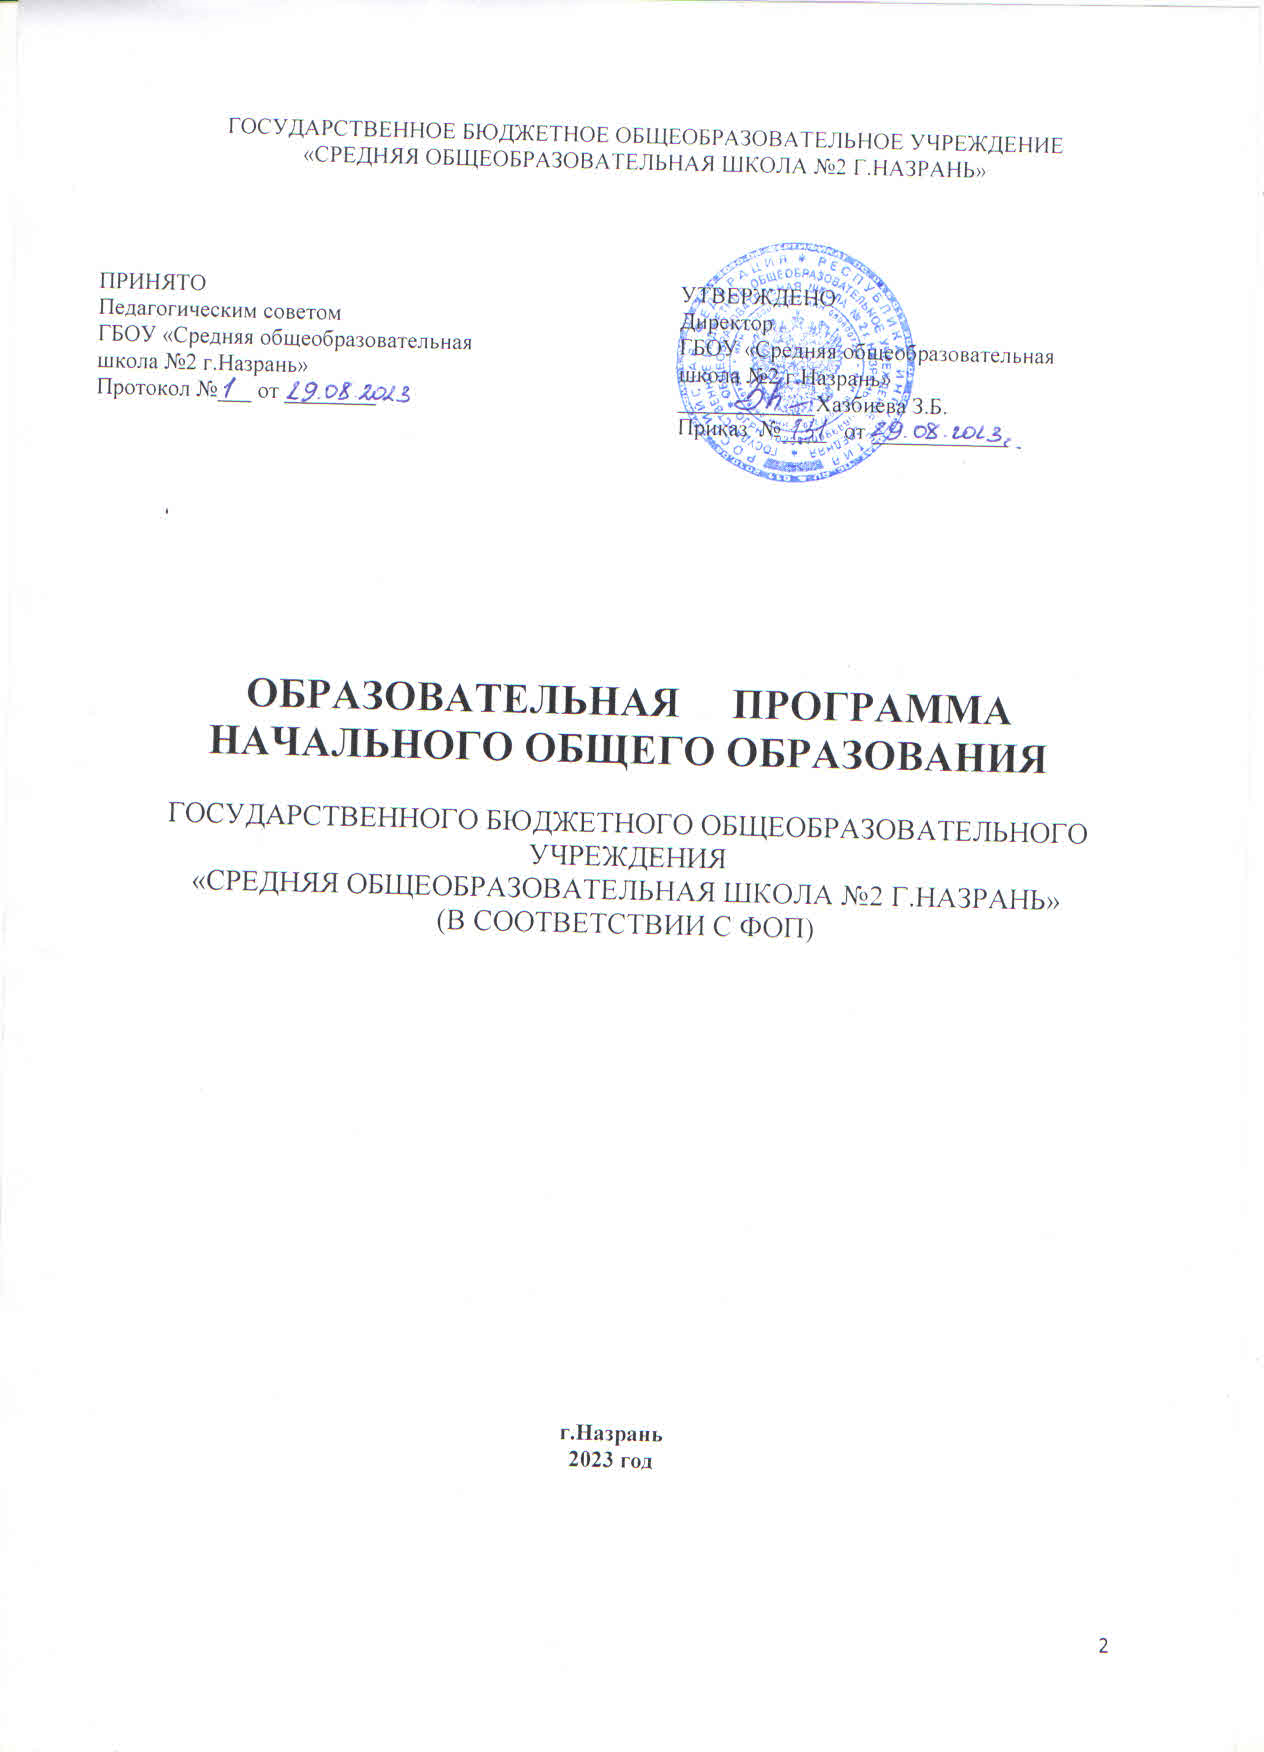 ГОСУДАРСТВЕННОЕ БЮДЖЕТНОЕ ОБЩЕОБРАЗОВАТЕЛЬНОЕ УЧРЕЖДЕНИЕ
«СРЕДНЯЯ ОБЩЕОБРАЗОВАТЕЛЬНАЯ ШКОЛА №2 Г.НАЗРАНЬ»
ПРИНЯТО
Педагогическим советом
ГБОУ «Средняя общеобразовательная
школа №2 г.Назрань»
Протокол № 1 от 29.08.2023
УТВЕРЖДЕНО
Директор
ГБОУ «Средняя общеобразовательная
школа №2 г.Назрань»
Хазбиева З.Б.
Приказ № 131 от 29.08.2023г.
ОБРАЗОВАТЕЛЬНАЯ ПРОГРАММА
НАЧАЛЬНОГО ОБЩЕГО ОБРАЗОВАНИЯ
ГОСУДАРСТВЕННОГО БЮДЖЕТНОГО ОБЩЕОБРАЗОВАТЕЛЬНОГО
УЧРЕЖДЕНИЯ
«СРЕДНЯЯ ОБЩЕОБРАЗОВАТЕЛЬНАЯ ШКОЛА №2 Г.НАЗРАНЬ»
(В СООТВЕТСТВИИ С ФОП)
г.Назрань
2023 год
2